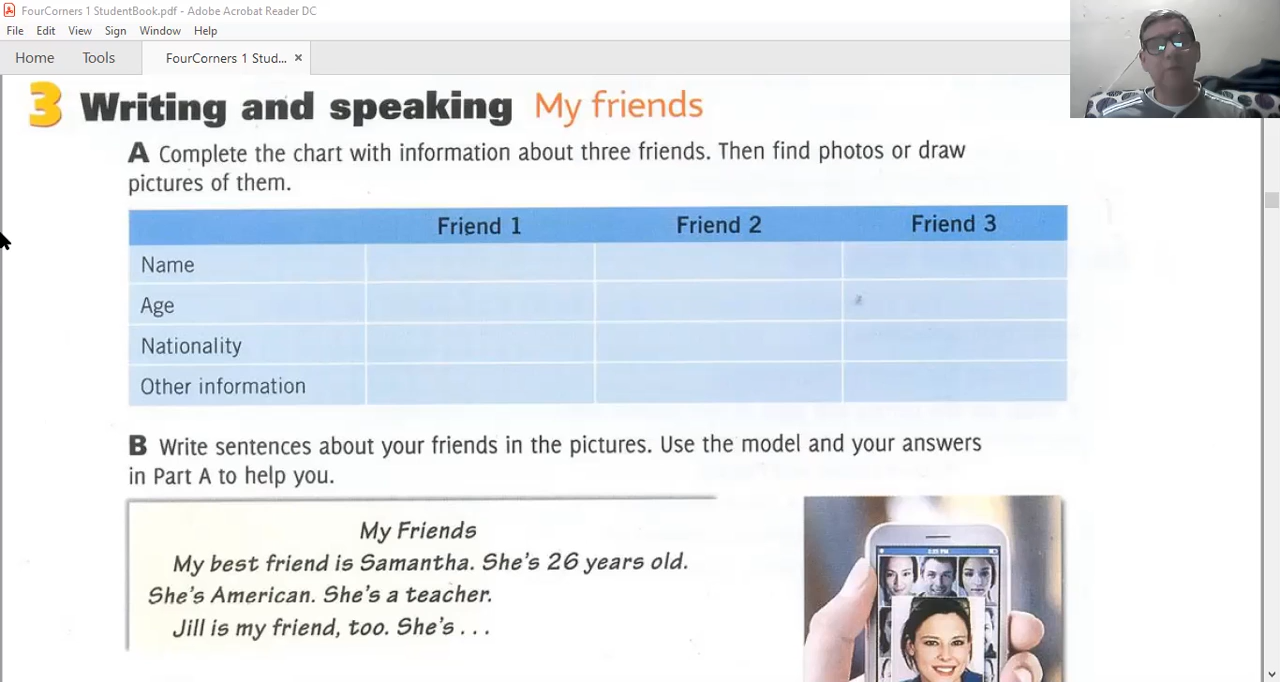 FourCorners 1 StudentBook.pdf - Adobe Acrobat Reader DC
File Edit View Sign Window Help
Home Tools FourCorners 1 Stud... ×
3 Writing and speaking My friends
A Complete the chart with information about three friends. Then find photos or draw
pictures of them.
Friend 1 Friend 2 Friend 3
Name
Age
Nationality
Other information
B Write sentences about your friends in the pictures. Use the model and your answers
in Part A to help you.
My Friends
My best friend is Samantha. She's 26 years old.
She's American. She's a teacher.
Jill is my friend, too. She's . . .